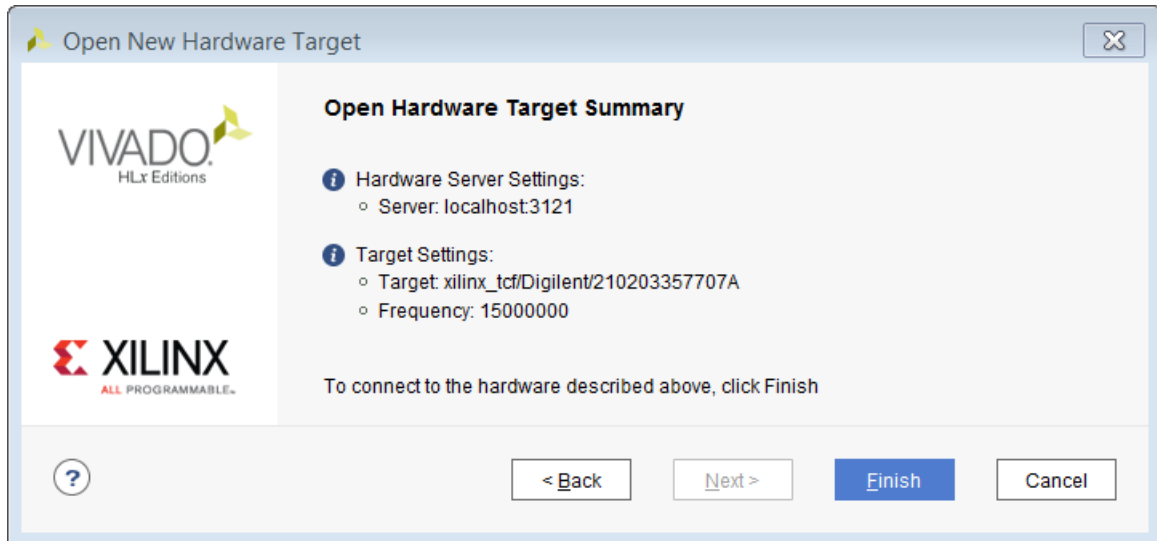 Open New Hardware Target
VIVADO.
HLx Editions
Open Hardware Target Summary
Hardware Server Settings:
Server: localhost:3121
Target Settings:
Target: xilinx_tcf/Digilent/210203357707A
Frequency: 15000000
XILINX
ALL PROGRAMMABLE™
To connect to the hardware described above, click Finish
?
< Back Next > Finish Cancel